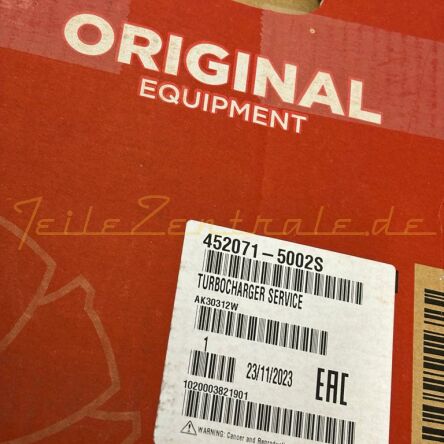 ORIGINAL
EQUIPMENT
TeileZentrale.de
452071-5002S
TURBOCHARGER SERVICE
AK30312W
1
23/11/2023
EAC
1020003821901
WARNING: Cancer and Reproductive